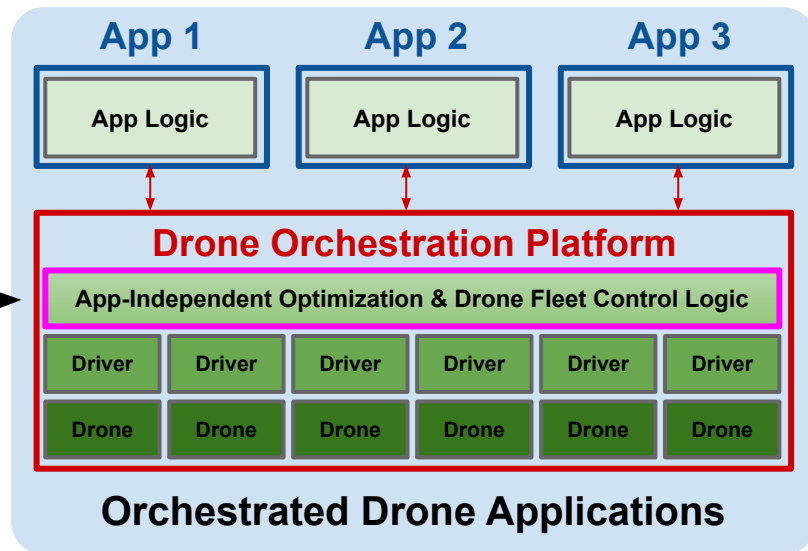 App 1 App 2 App 3
App Logic App Logic App Logic
Drone Orchestration Platform
App-Independent Optimization & Drone Fleet Control Logic
Driver Driver Driver Driver Driver Driver
Drone Drone Drone Drone Drone Drone
Orchestrated Drone Applications